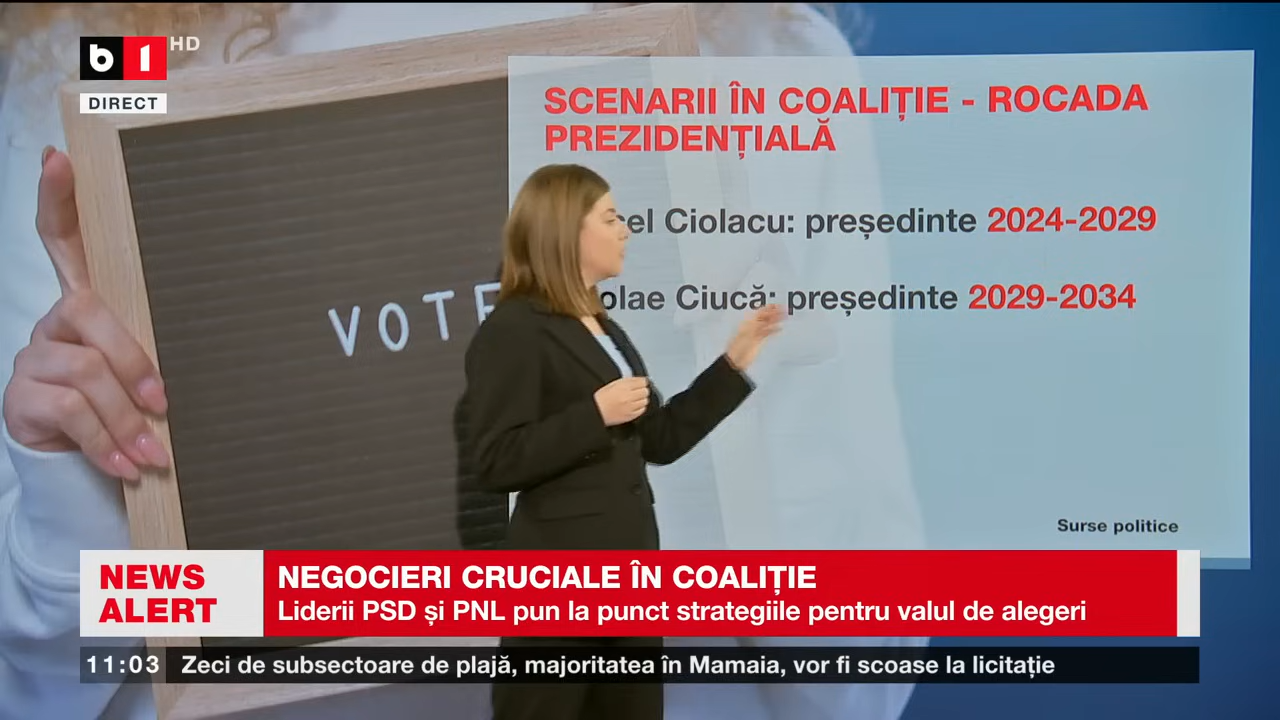 b1 HD
DIRECT
SCENARII ÎN COALIȚIE - ROCADA
PREZIDENȚIALĂ
Ciolacu: președinte 2024-2029
Ciucă: președinte 2029-2034
VOTE
Surse politice
NEWS
ALERT
NEGOCIERI CRUCIALE ÎN COALIȚIE
Liderii PSD și PNL pun la punct strategiile pentru valul de alegeri
11:03 Zeci de subsectoare de plajă, majoritatea în Mamaia, vor fi scoase la licitație